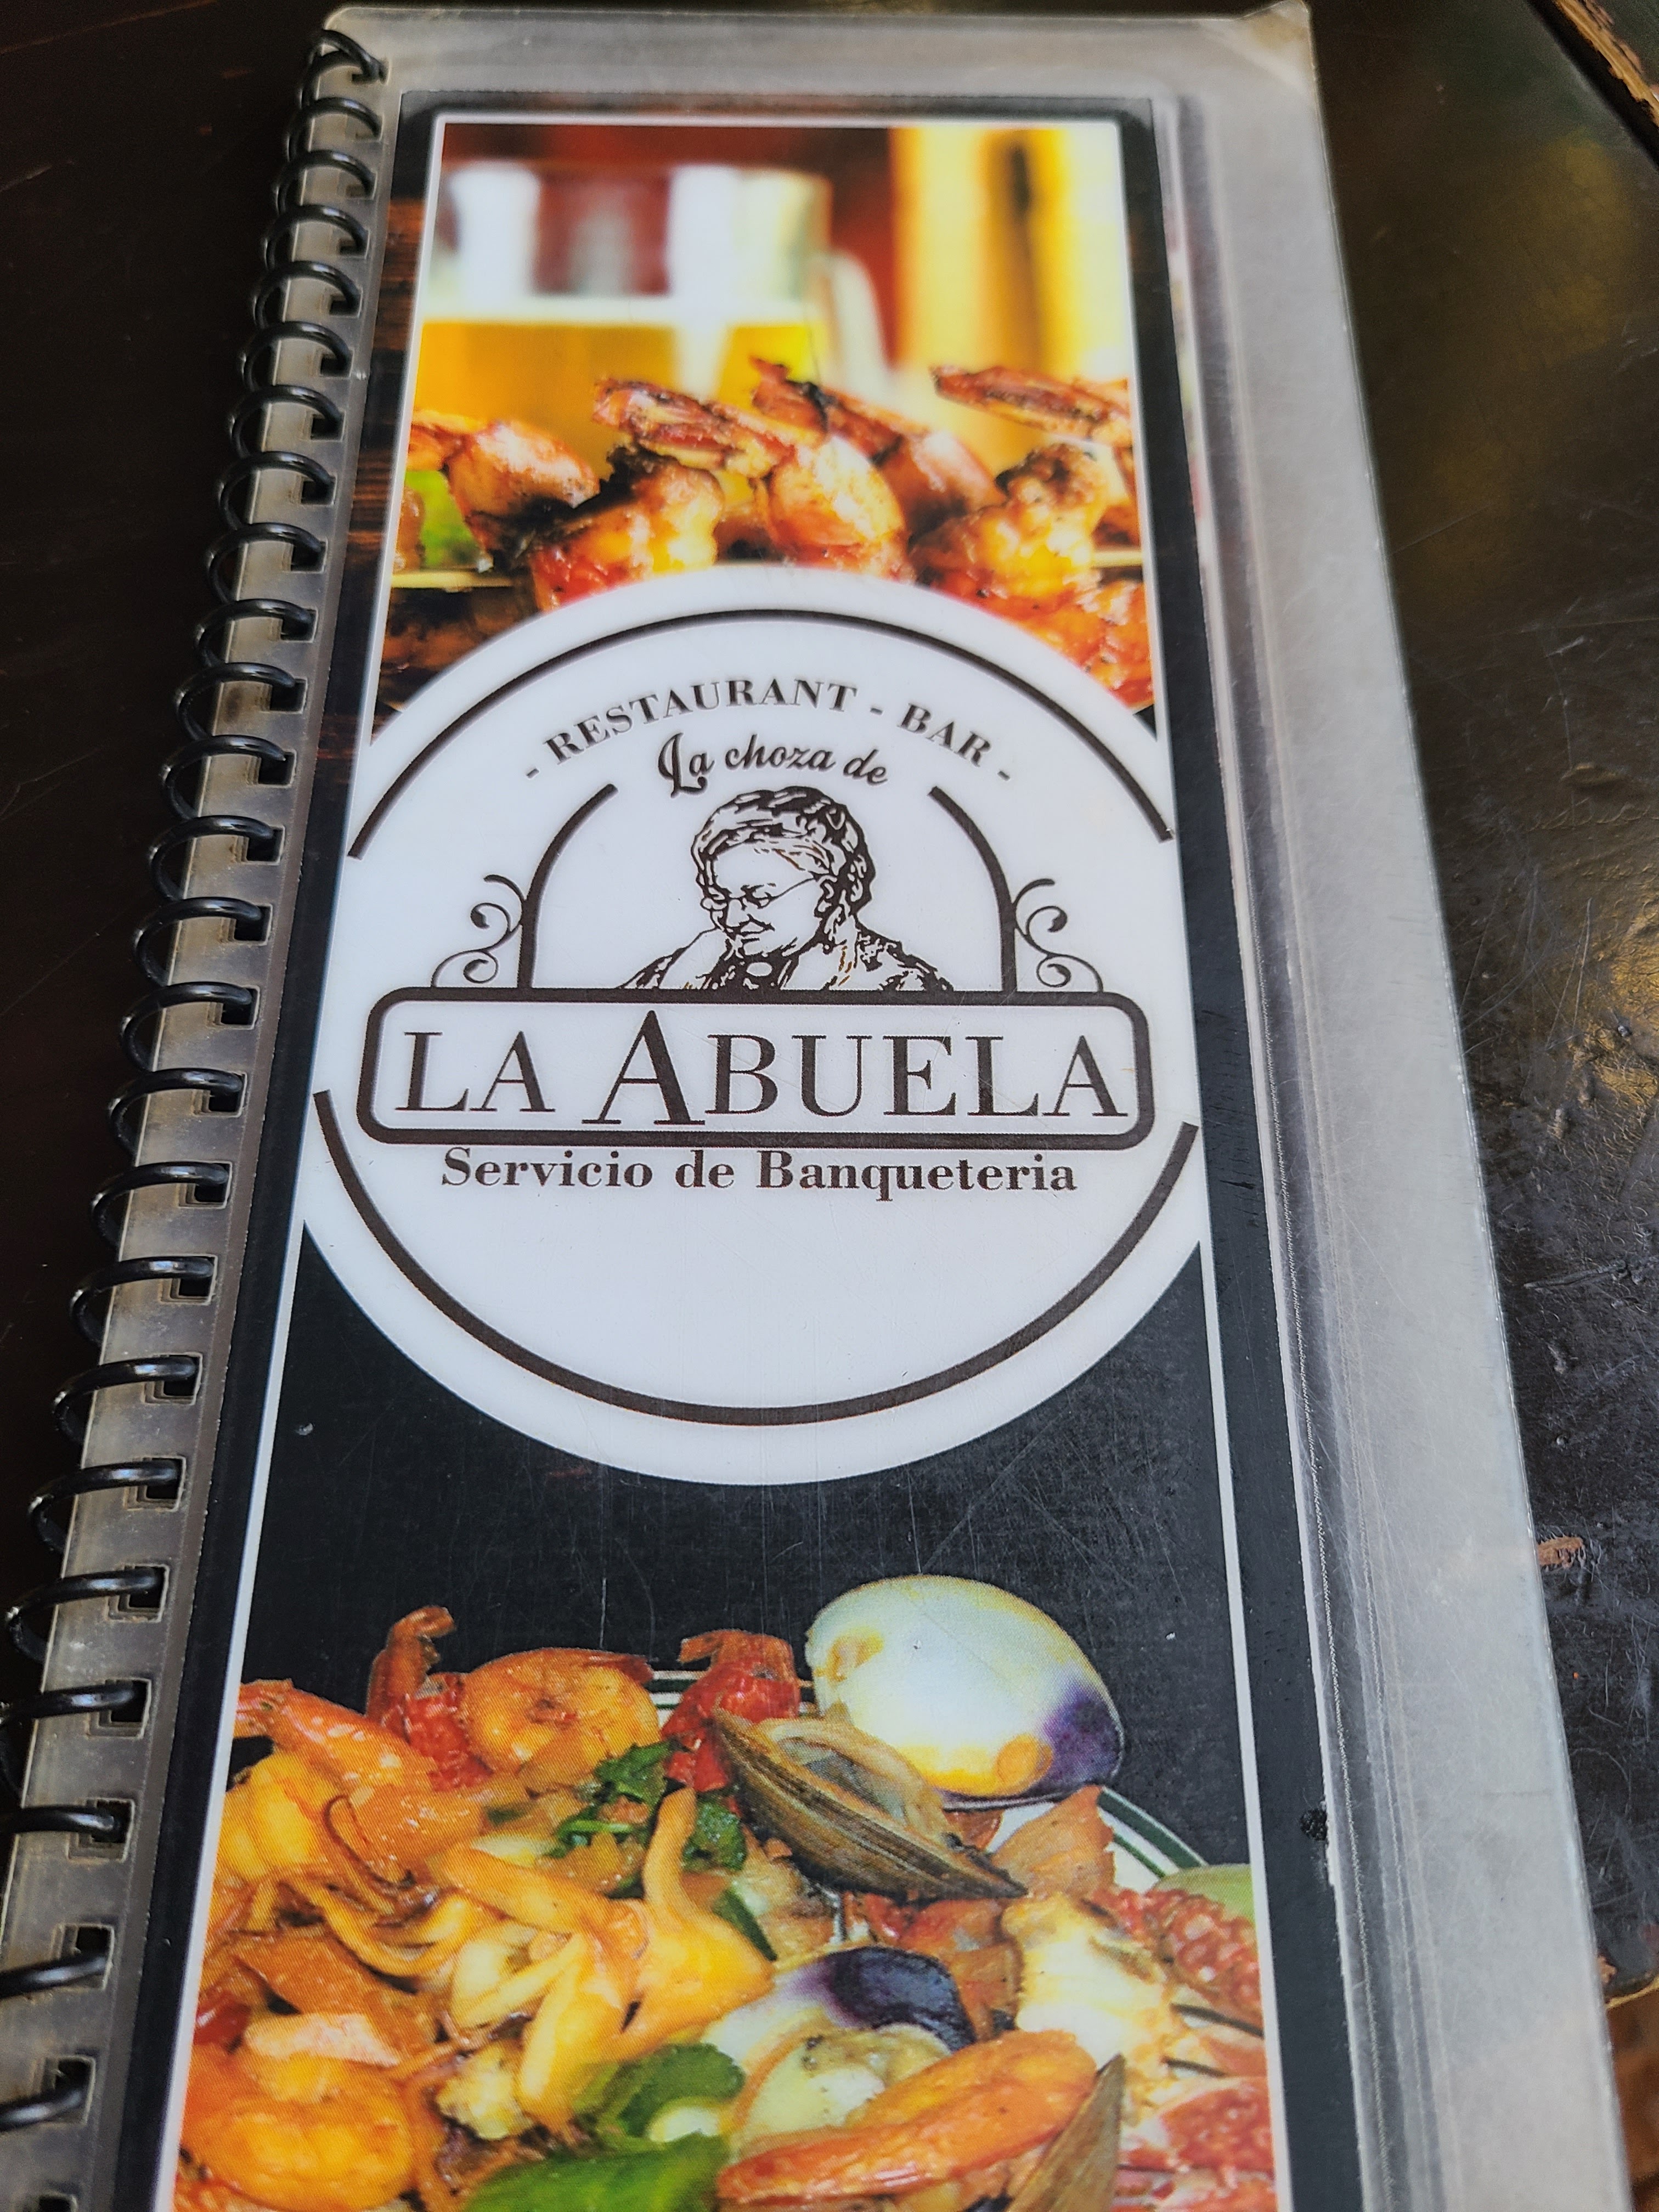 - RESTAURANT - BAR -
La choza de
LA ABUELA
Servicio de Banqueteria